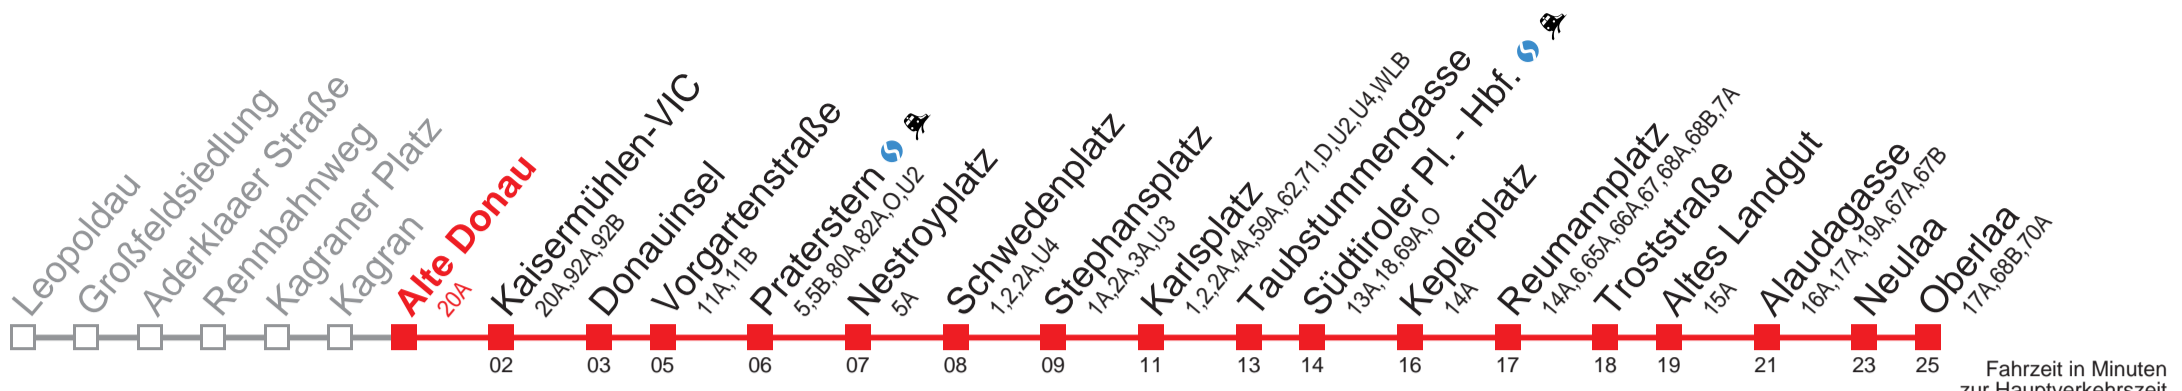 Leopoldau
Großfeldsiedlung
Aderklaaer Straße
Rennbahnweg
Kagraner Platz
Kagran
Alte Donau
20A
Kaisermühlen-VIC
20A,92A,92B
Donauinsel
Vorgartenstraße
11A,11B
Praterstern
5,5B,80A,82A,O,U2
Nestroyplatz
5A
Schwedenplatz
1,2,2A,U4
Stephansplatz
1A,2A,3A,U3
Karlsplatz
1,2,2A,4A,59A,62,71,D,U2,U4,WLB
Taubstummengasse
Südtiroler Pl. - Hbf.
13A,18,69A,O
Keplerplatz
14A
Reumannplatz
14A,6,65A,66A,67,68A,68B,7A
Troststraße
Altes Landgut
15A
Alaudagasse
16A,17A,19A,67A,67B
Neulaa
Oberlaa
17A,68B,70A
02 03 05 06 07 08 09 11 13 14 16 17 18 19 21 23 25
Fahrzeit in Minuten
zur Hauptverkehrszeit